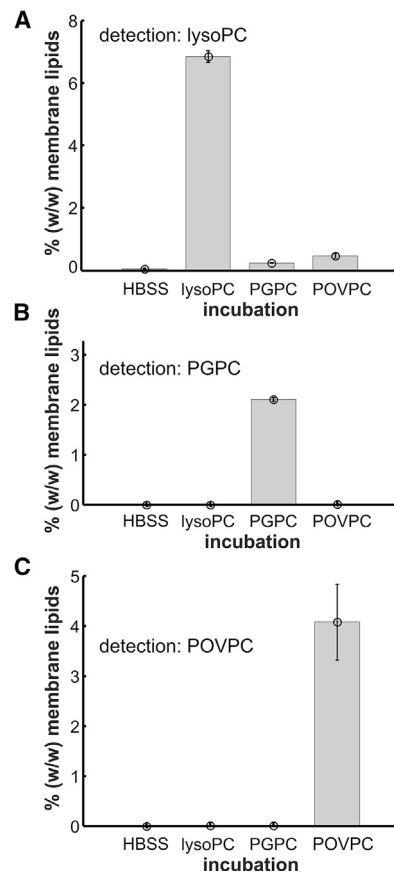 A
detection: lysoPC
% (w/w) membrane lipids
8
6
4
2
0
HBSS lysoPC PGPC POVPC
incubation
B
detection: PGPC
% (w/w) membrane lipids
3
2
1
0
HBSS lysoPC PGPC POVPC
incubation
C
detection: POVPC
% (w/w) membrane lipids
5
4
3
2
1
0
HBSS lysoPC PGPC POVPC
incubation